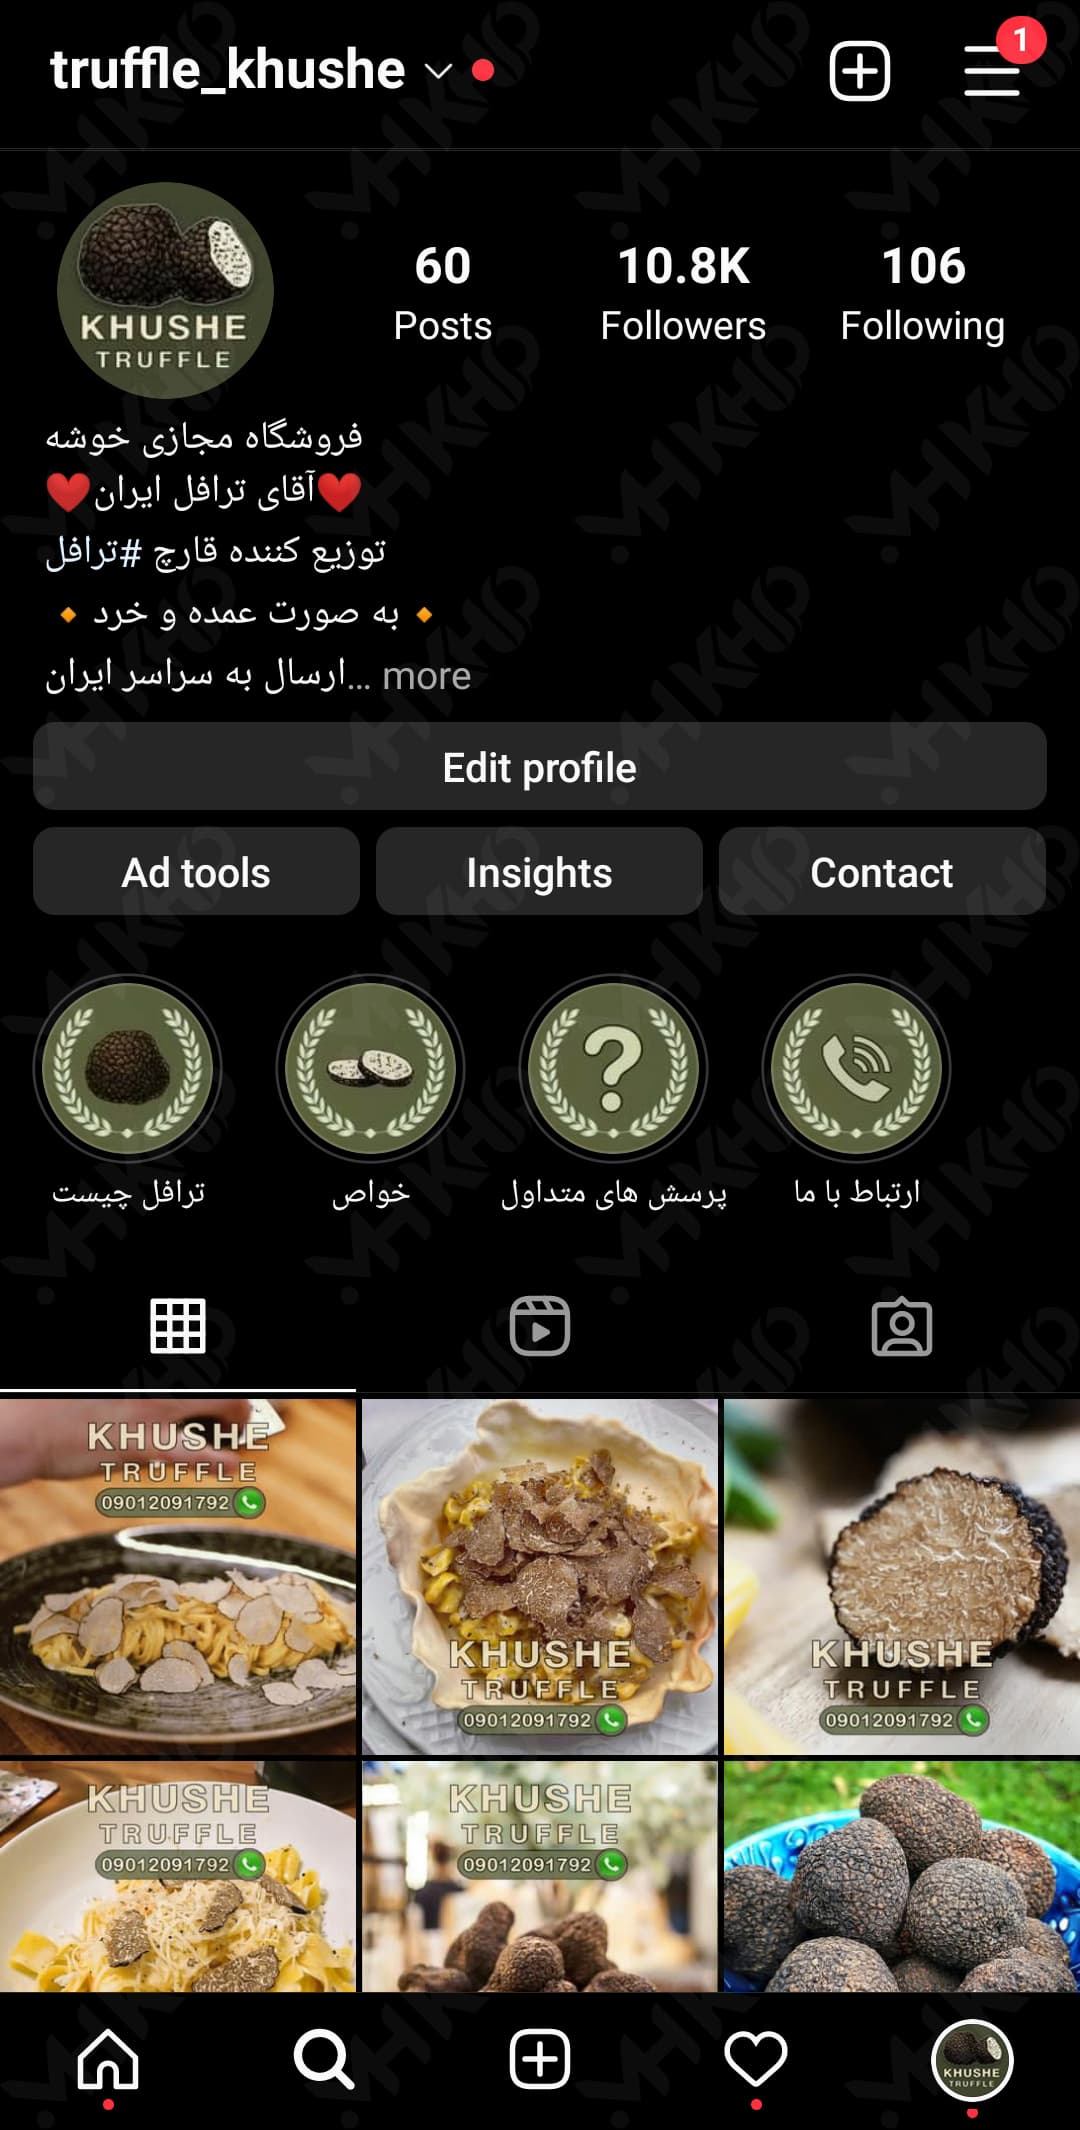 truffle_khushe
1
KHUSHE
TRUFFLE
60
Posts
10.8K
Followers
106
Following
فروشگاه مجازی خوشه
❤️آقای ترافل ایران❤️
توزیع کننده قارچ #ترافل
🔸 به صورت عمده و خرد 🔸
ارسال به سراسر ایران... more
Edit profile
Ad tools
Insights
Contact
ترافل چیست
خواص
پرسش های متداول
ارتباط با ما
KHUSHE
TRUFFLE
09012091792
KHUSHE
TRUFFLE
09012091792
KHUSHE
TRUFFLE
09012091792
KHUSHE
TRUFFLE
09012091792
KHUSHE
TRUFFLE
09012091792
KHUSHE
TRUFFLE